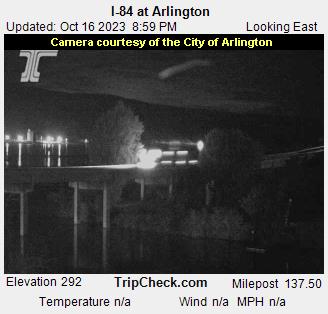 I-84 at Arlington
Updated: Oct 16 2023 8:59 PM Looking East
Camera courtesy of the City of Arlington
Elevation 292 TripCheck.com Milepost 137.50
Temperature n/a Wind n/a MPH n/a